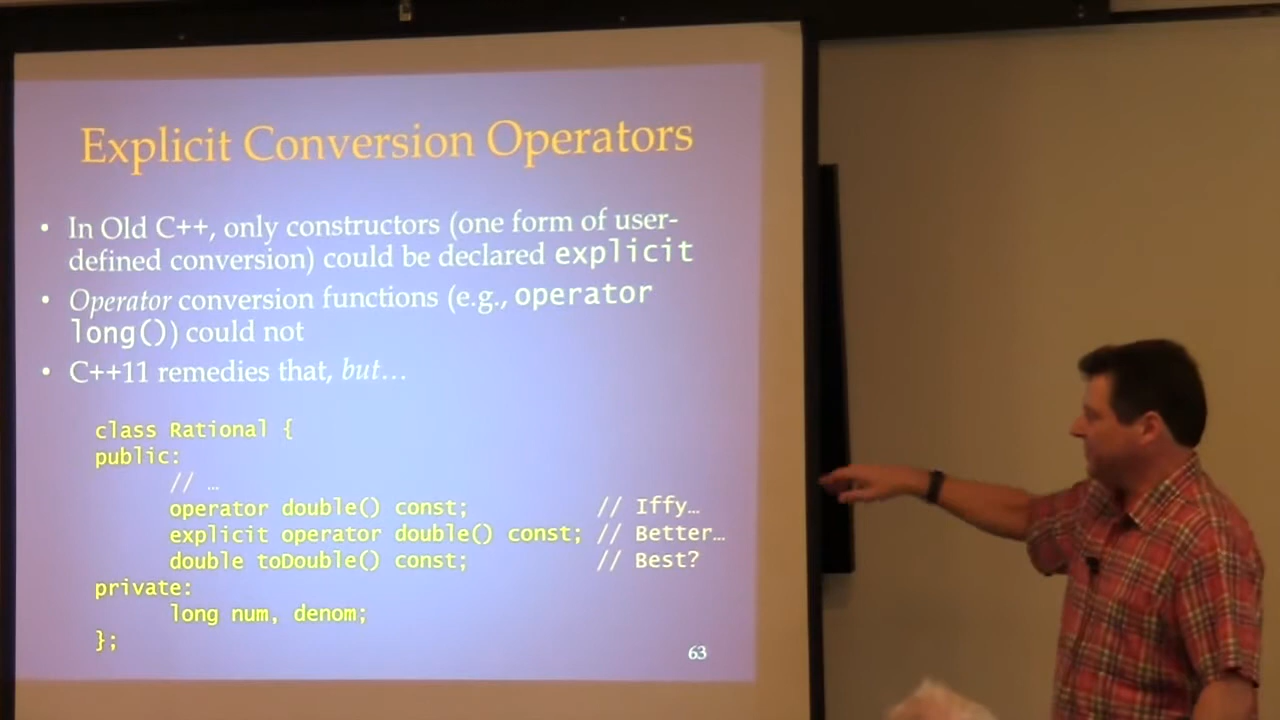 Explicit Conversion Operators
• In Old C++, only constructors (one form of user-
defined conversion) could be declared explicit
• Operator conversion functions (e.g., operator
long()) could not
• C++11 remedies that, but…
class Rational {
public:
// …
operator double() const; // Iffy…
explicit operator double() const; // Better…
double toDouble() const; // Best?
private:
long num, denom;
};
63